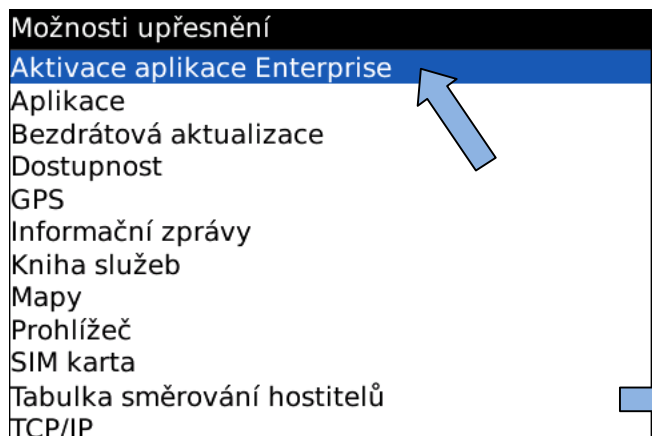 Možnosti upřesnění
Aktivace aplikace Enterprise
Aplikace
Bezdrátová aktualizace
Dostupnost
GPS
Informační zprávy
Kniha služeb
Mapy
Prohlížeč
SIM karta
Tabulka směrování hostitelů
TCP/IP